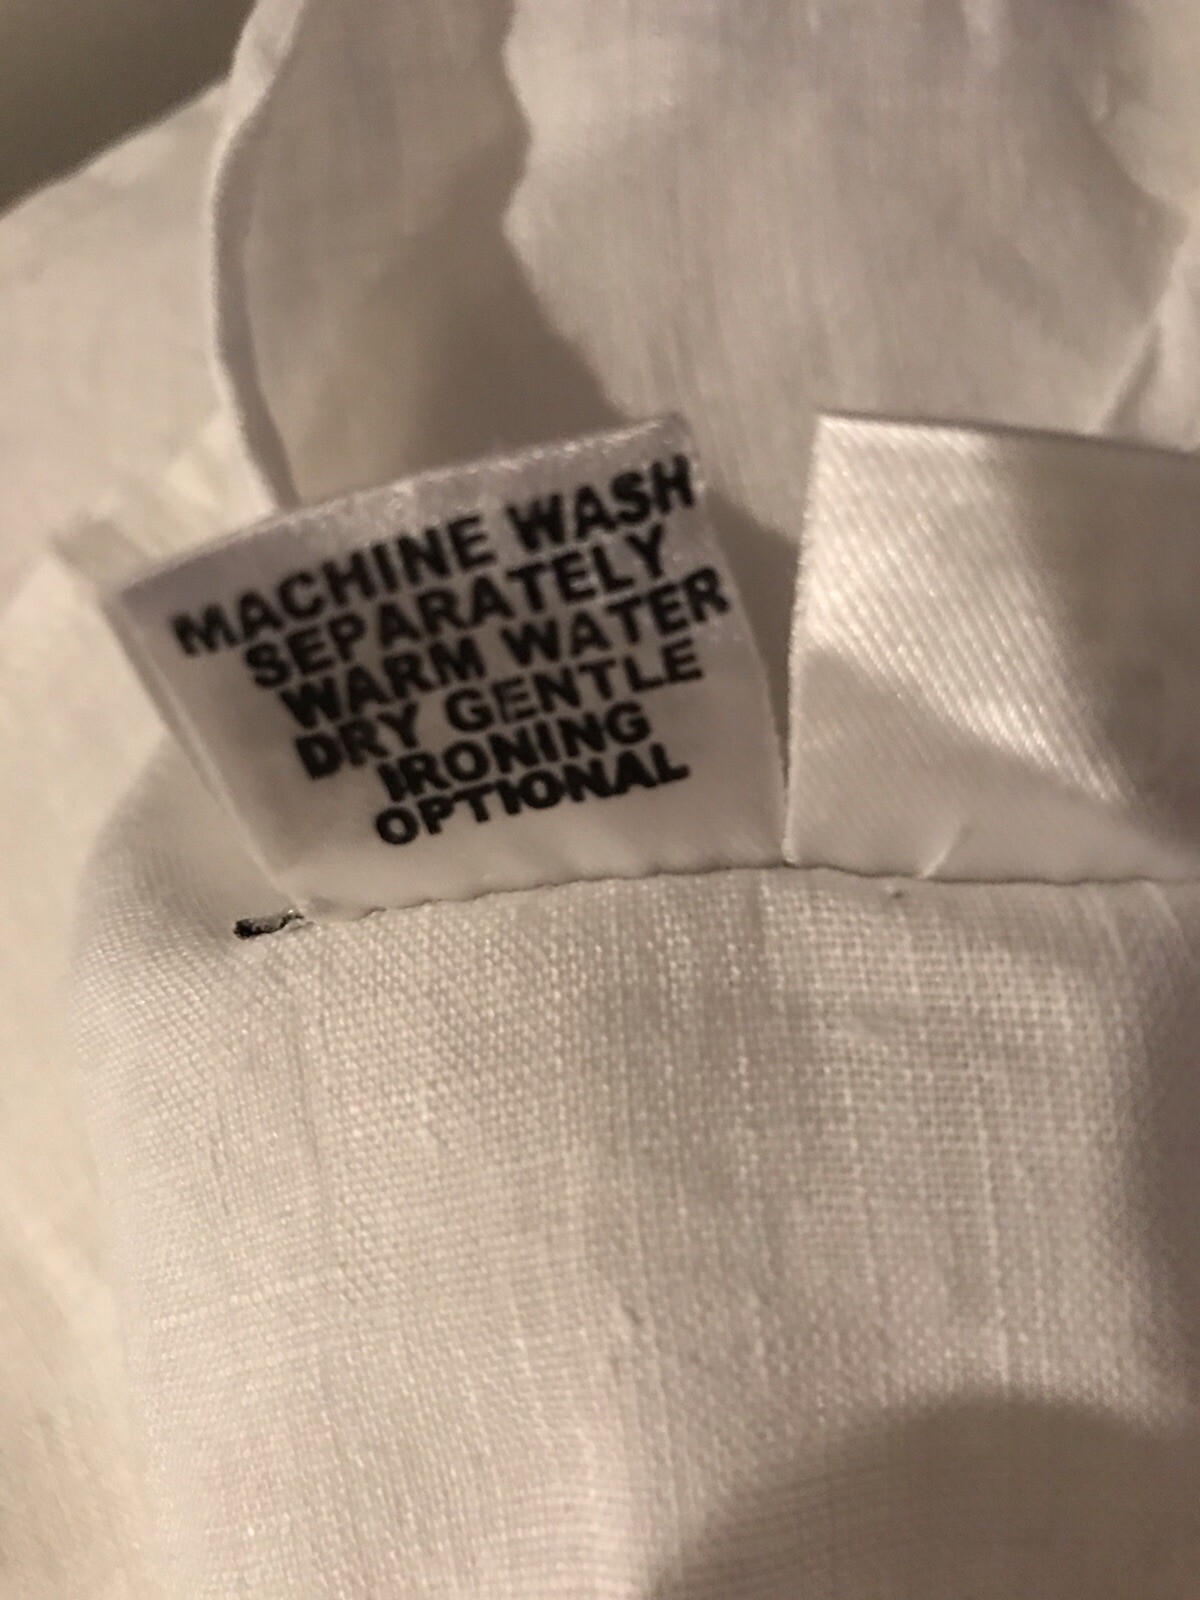 MACHINE WASH
SEPARATELY
WARM WATER
DRY GENTLE
IRONING
OPTIONAL